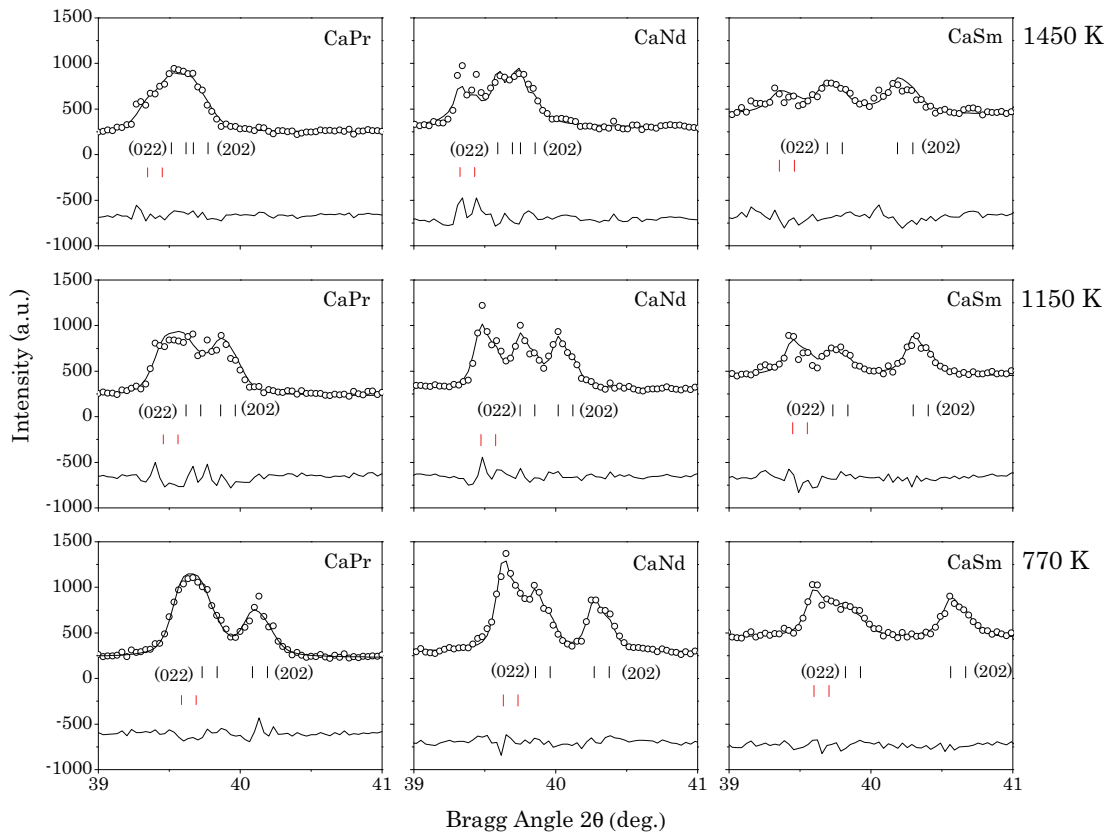 1500
1000
500
0
-500
-1000
CaPr
(022)
(202)
CaNd
(022)
(202)
CaSm
(022)
(202)
1450 K
1500
1000
500
0
-500
-1000
CaPr
(022)
(202)
CaNd
(022)
(202)
CaSm
(022)
(202)
1150 K
Intensity (a.u.)
1500
1000
500
0
-500
-1000
CaPr
(022)
(202)
CaNd
(022)
(202)
CaSm
(022)
(202)
770 K
39 40 41 40 41 39 40 41
Bragg Angle 2θ (deg.)